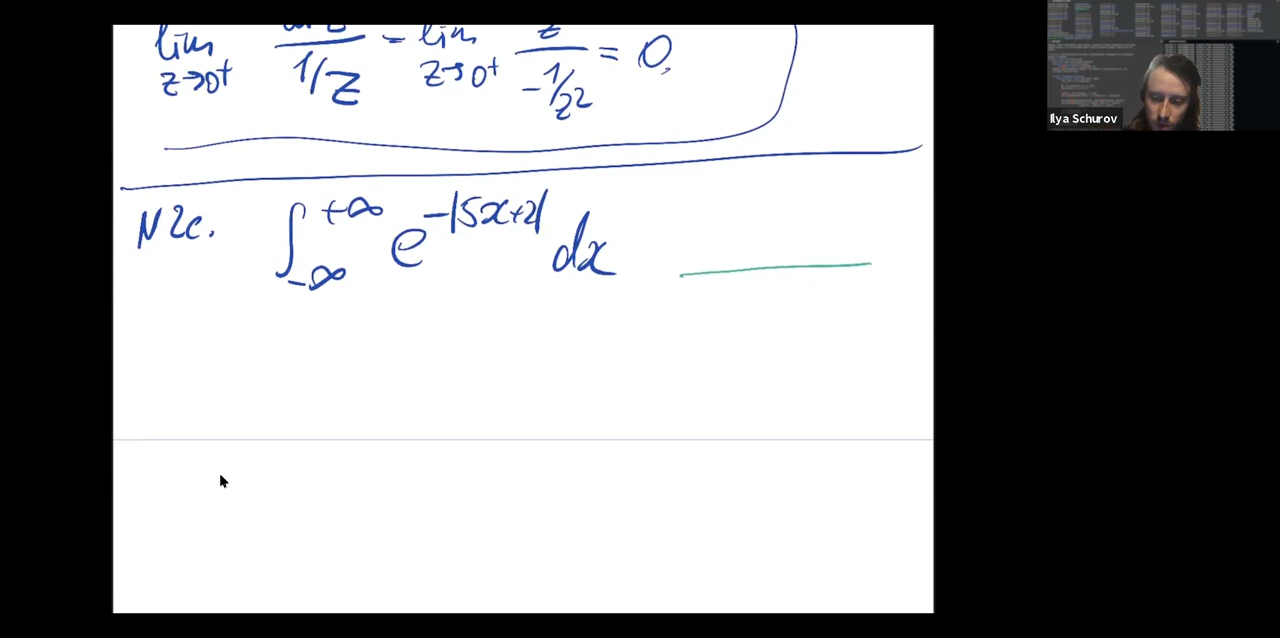 lim z→0⁺ 1/z = lim z→0⁺ z/(-1/z²) = 0,
Ilya Schurov
N2c. ∫_{-∞}^{+∞} e^{-|5x+2|} dx